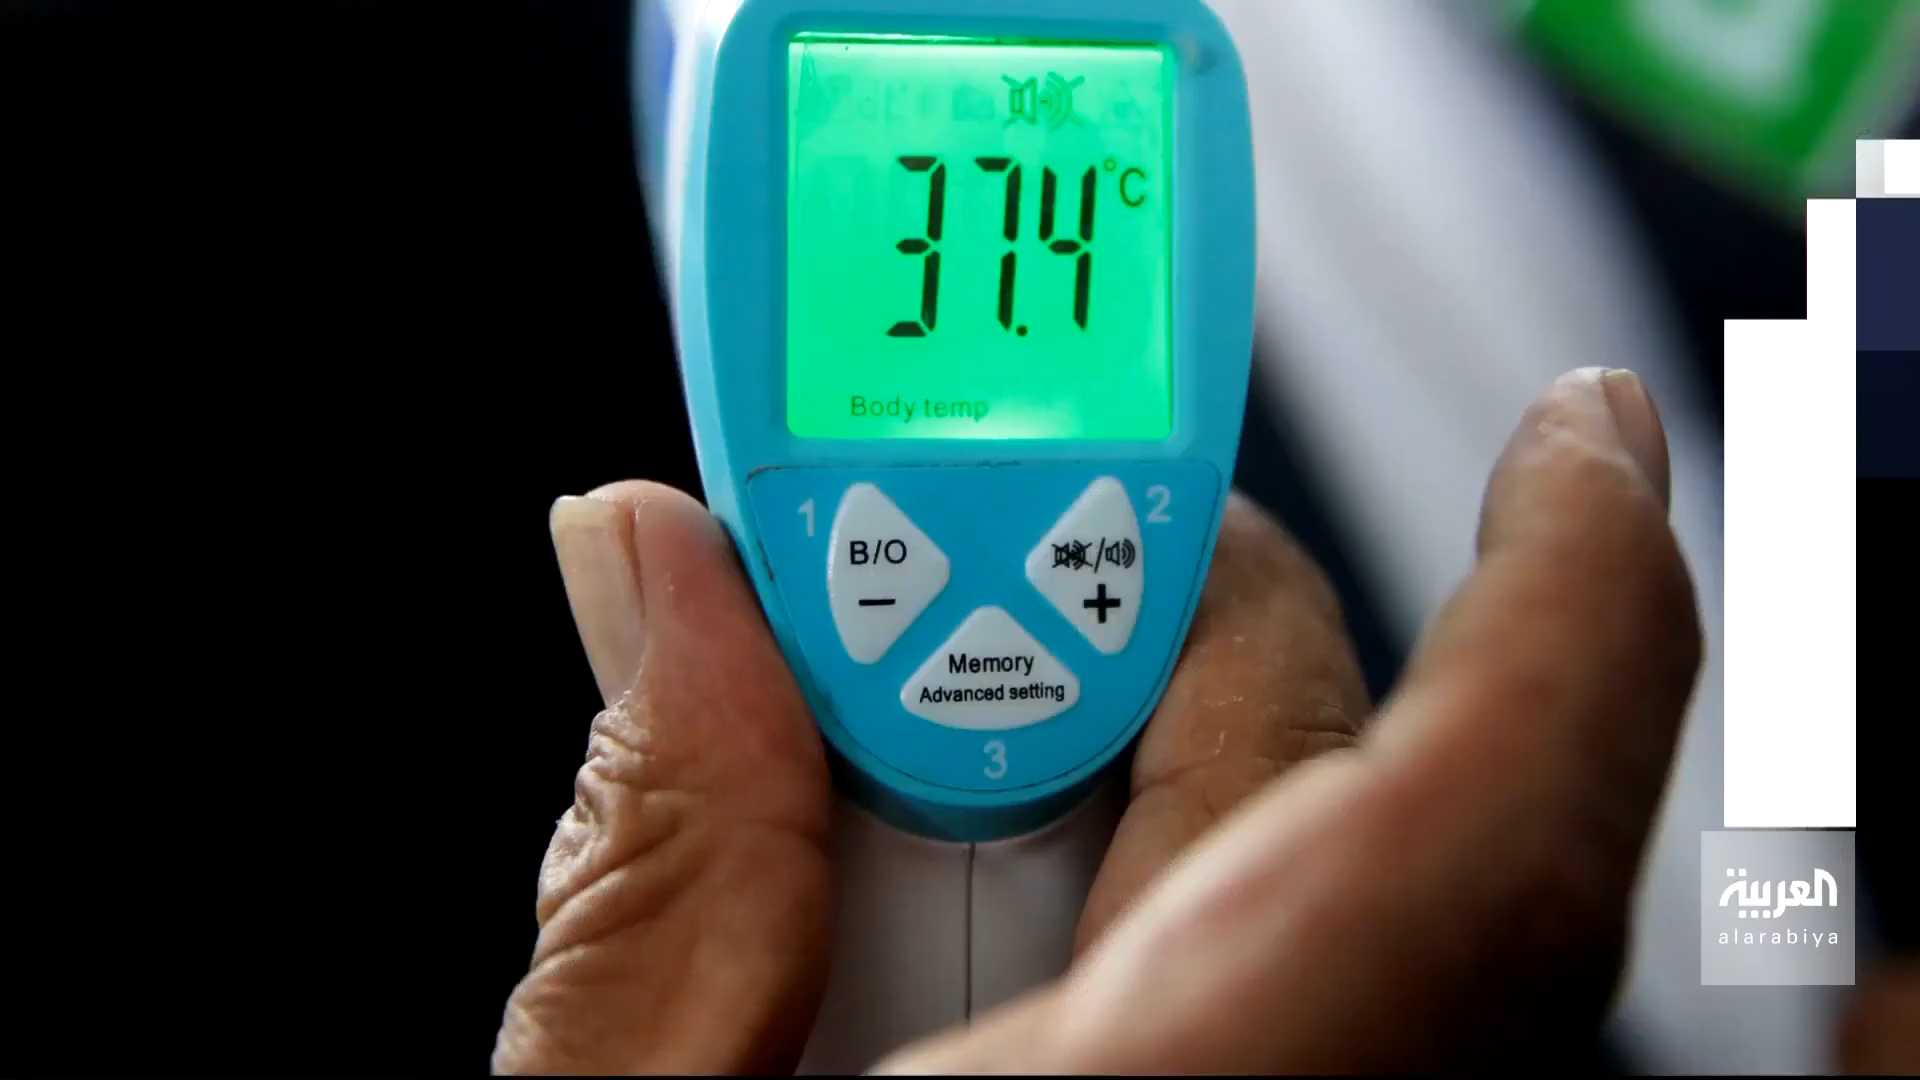 37.4 °C
Body temp
1
2
B/O
/
−
+
Memory
Advanced setting
3
العربية
alarabiya